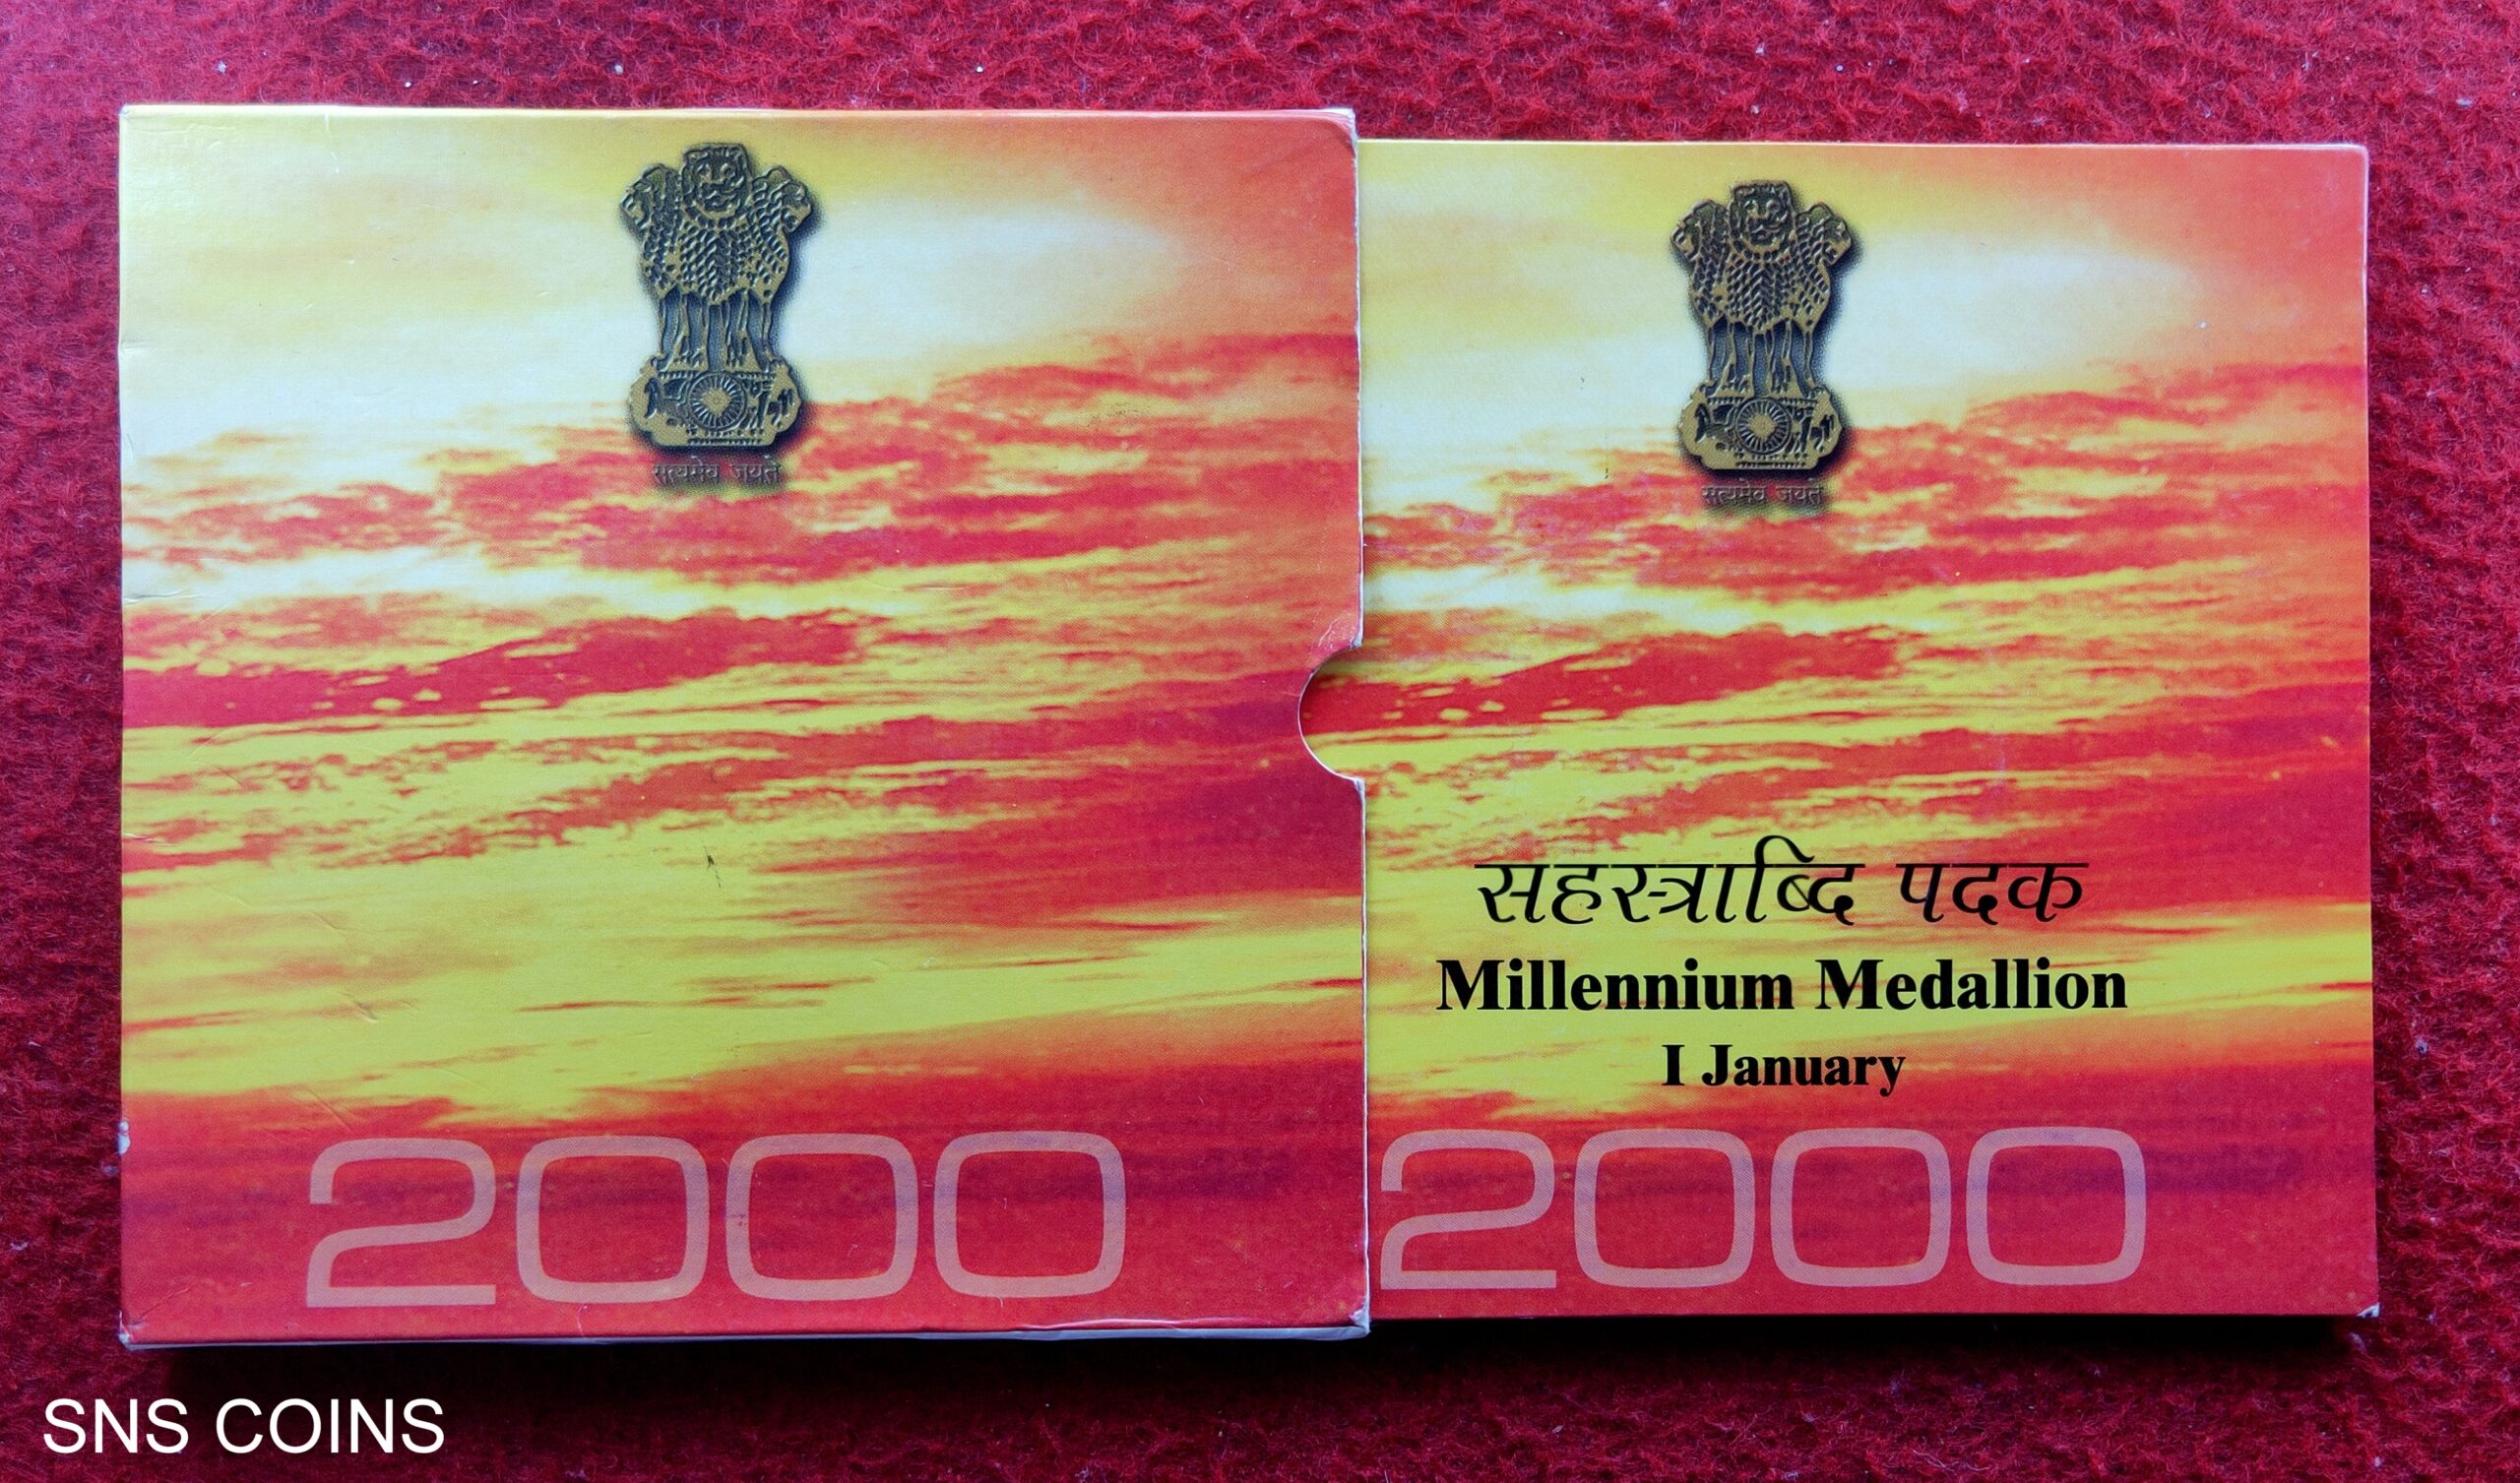 सत्यमेव जयते
2000
सत्यमेव जयते
सहस्त्राब्दि पदक
Millennium Medallion
I January
2000
SNS COINS